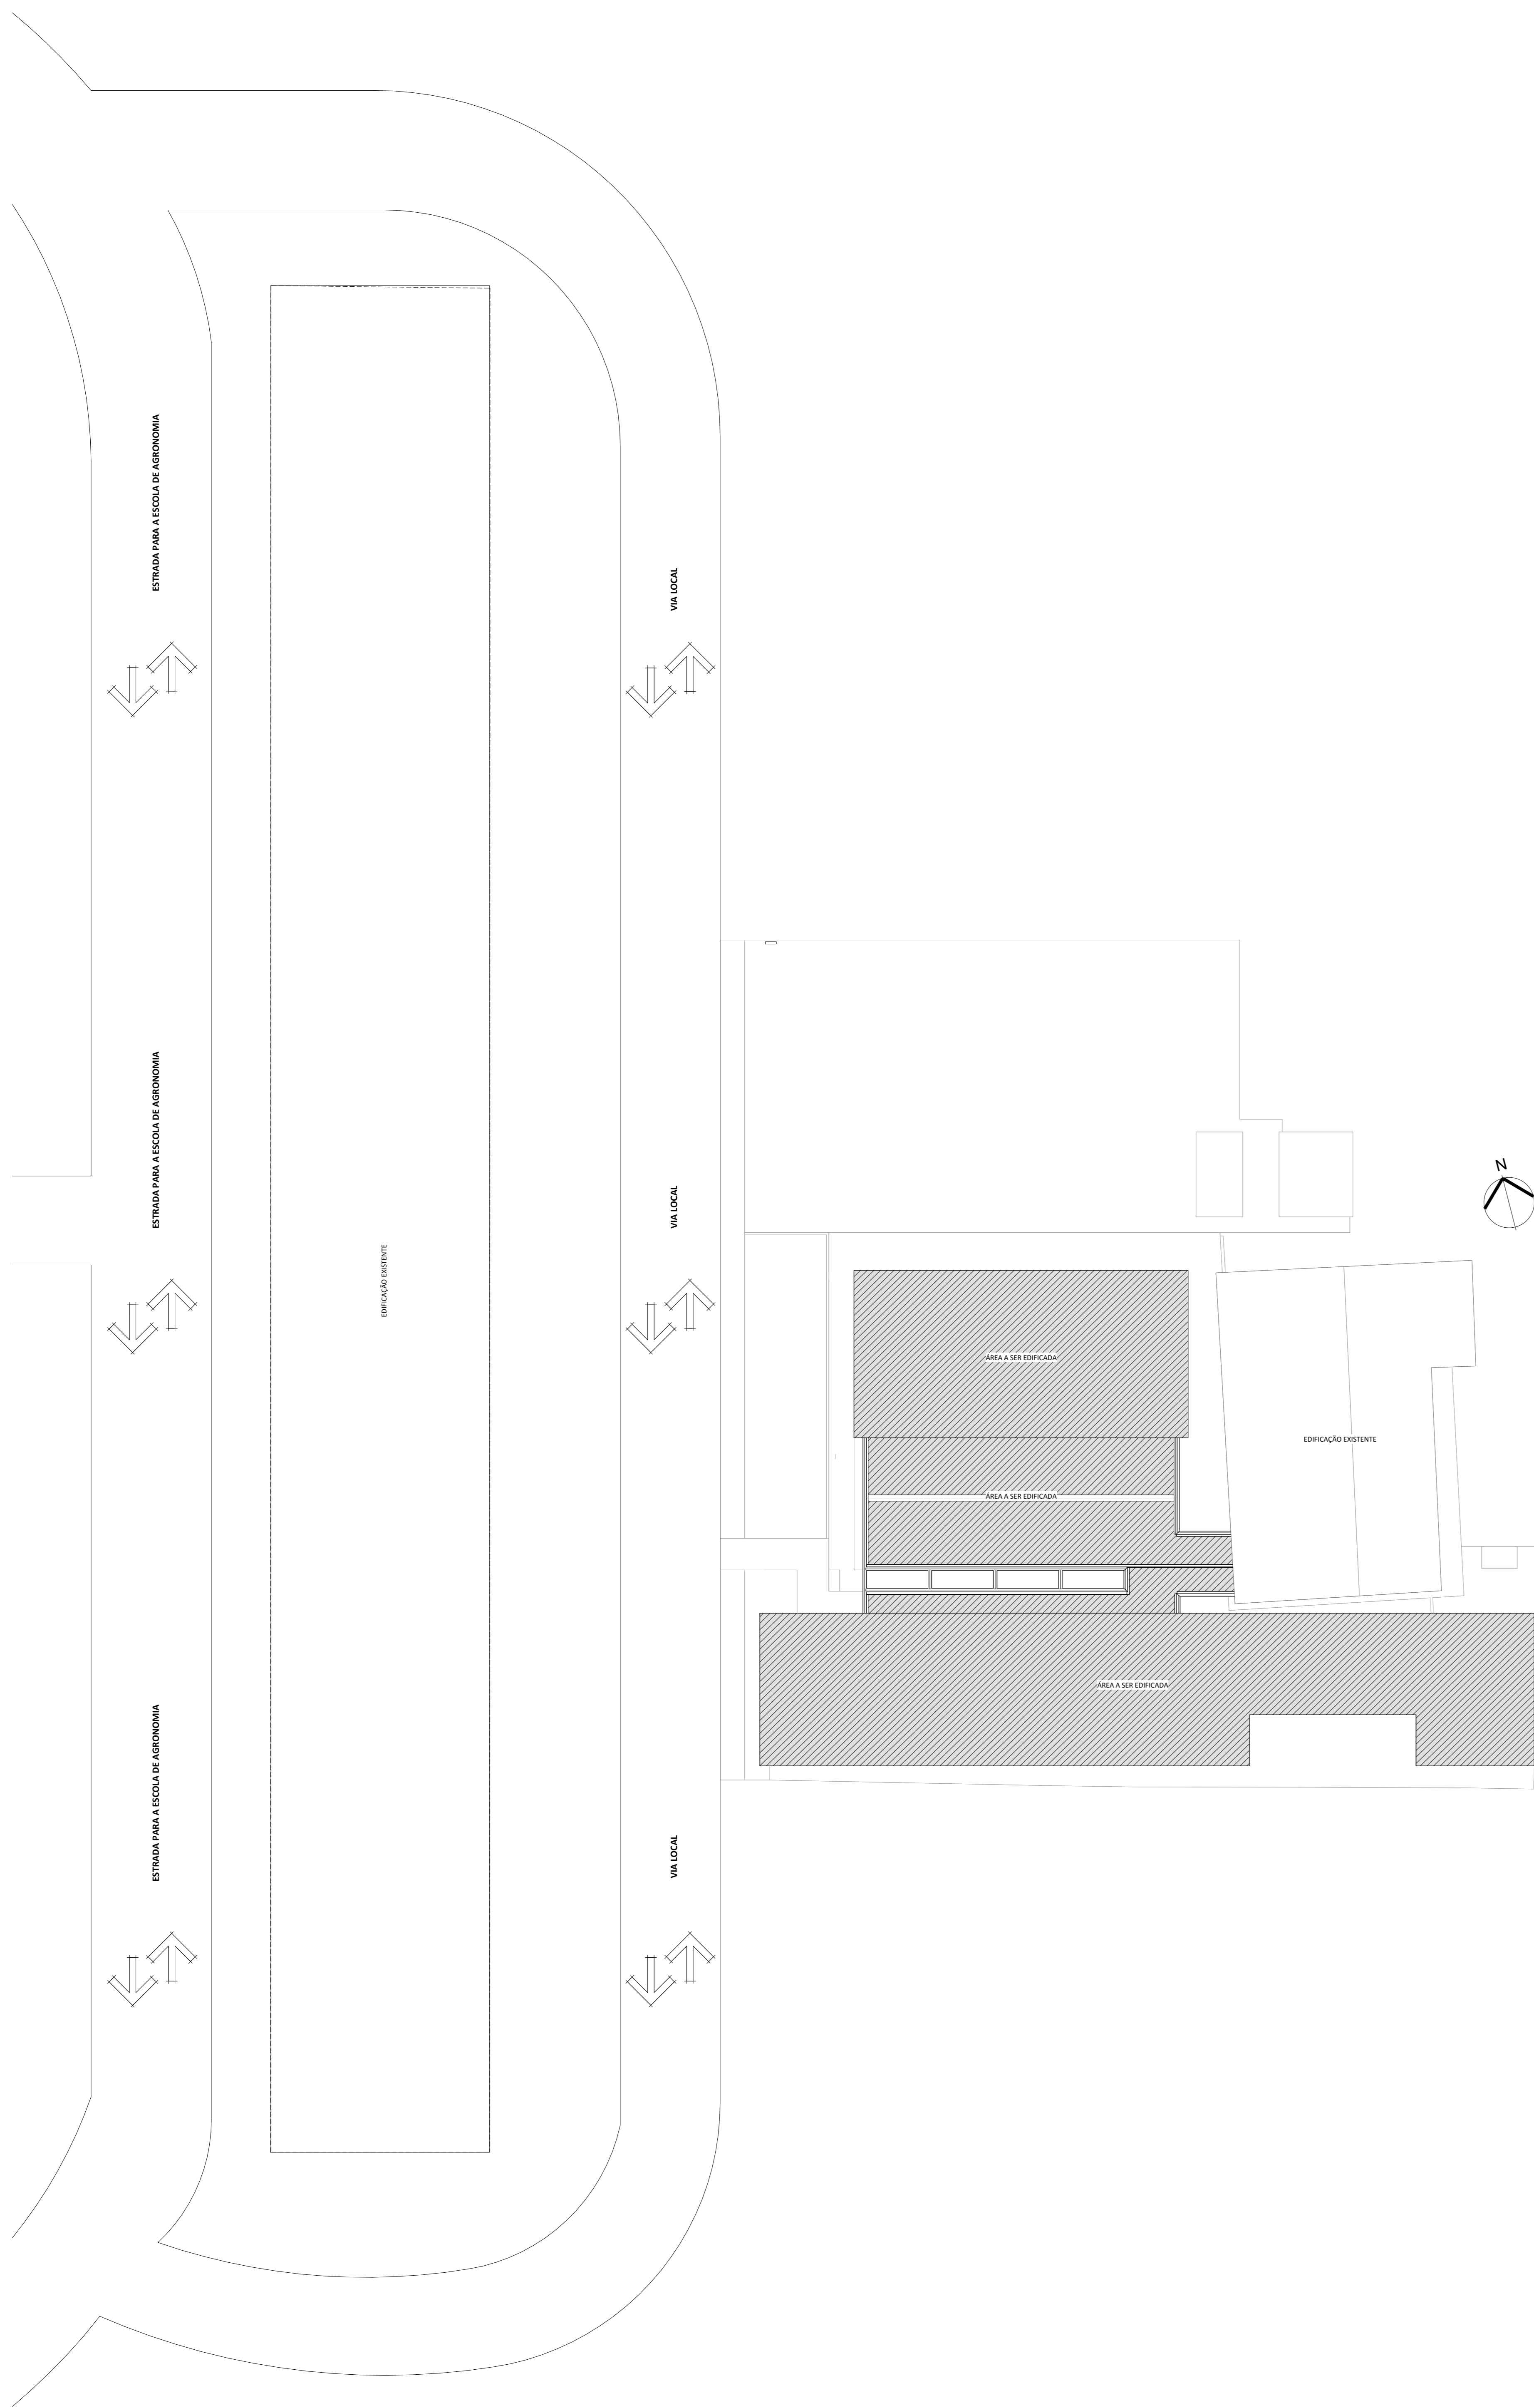 ESTRADA PARA A ESCOLA DE AGRONOMIA
VIA LOCAL
ESTRADA PARA A ESCOLA DE AGRONOMIA
VIA LOCAL
N
EDIFICAÇÃO EXISTENTE
ÁREA A SER EDIFICADA
EDIFICAÇÃO EXISTENTE
ÁREA A SER EDIFICADA
ÁREA A SER EDIFICADA
ESTRADA PARA A ESCOLA DE AGRONOMIA
VIA LOCAL